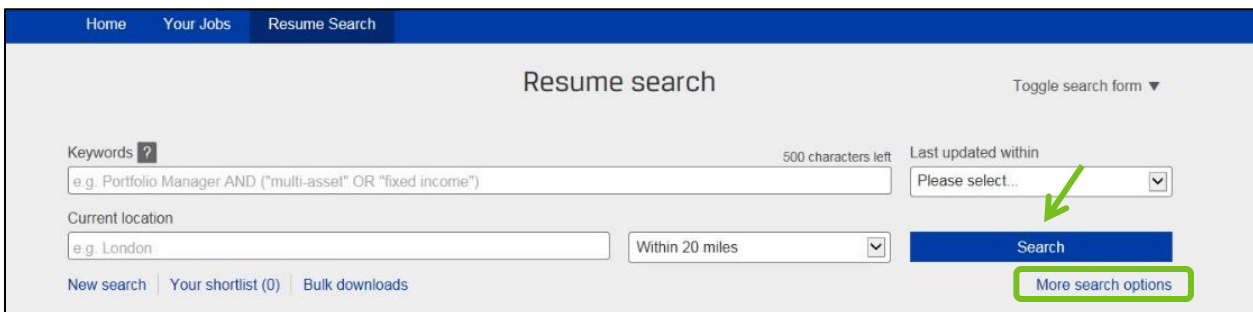 Home Your Jobs Resume Search
Resume search
Toggle search form ▼
Keywords ?
500 characters left
Last updated within
e.g. Portfolio Manager AND ("multi-asset" OR "fixed income")
Please select...
Current location
e.g. London
Within 20 miles
Search
New search Your shortlist (0) Bulk downloads
More search options